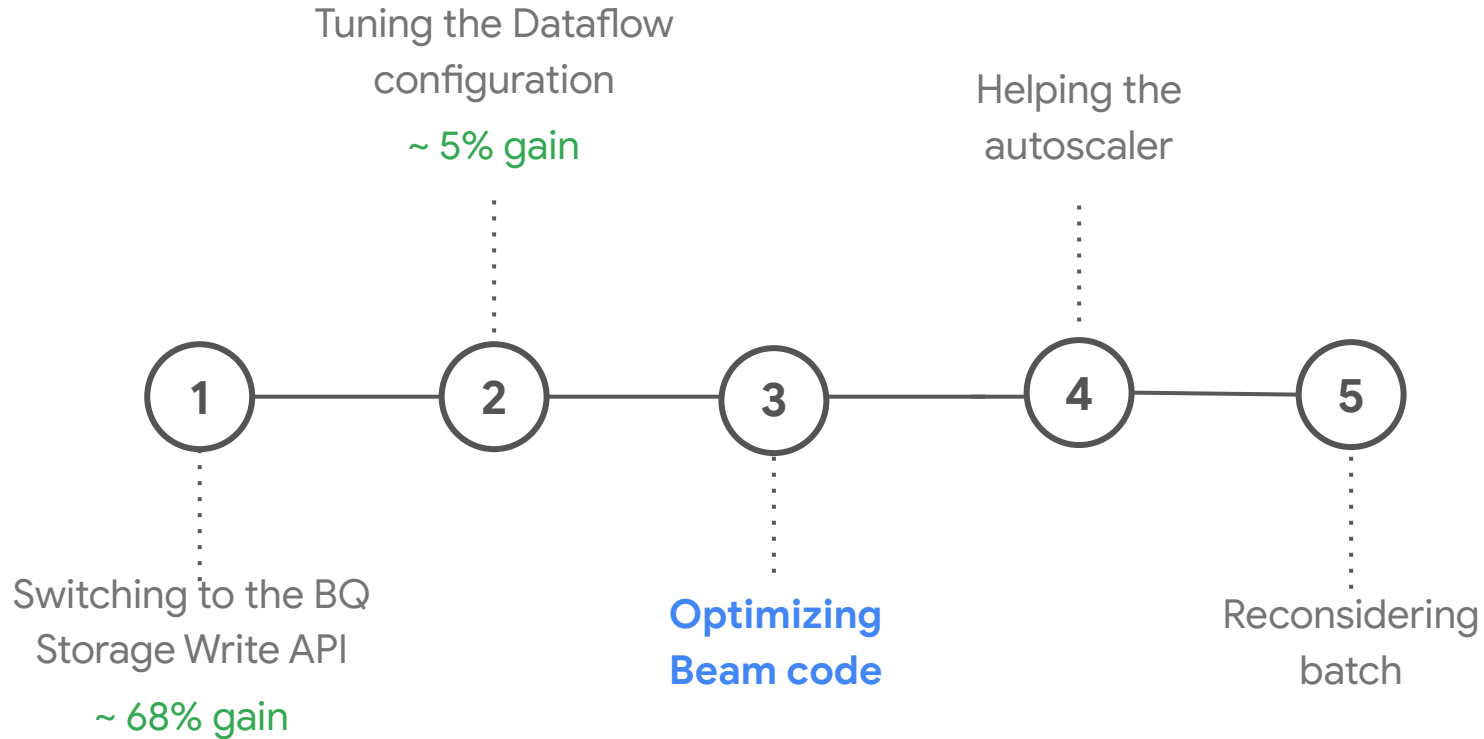 Tuning the Dataflow
configuration
~ 5% gain
Helping the
autoscaler
1
2
3
4
5
Switching to the BQ
Storage Write API
~ 68% gain
Optimizing
Beam code
Reconsidering
batch